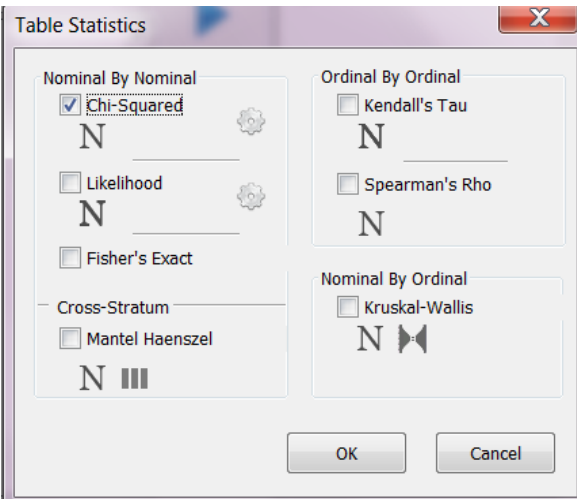 Table Statistics
X
Nominal By Nominal
Chi-Squared
N
Likelihood
N
Fisher's Exact
Cross-Stratum
Mantel Haenszel
N
Ordinal By Ordinal
Kendall's Tau
N
Spearman's Rho
N
Nominal By Ordinal
Kruskal-Wallis
N
OK
Cancel